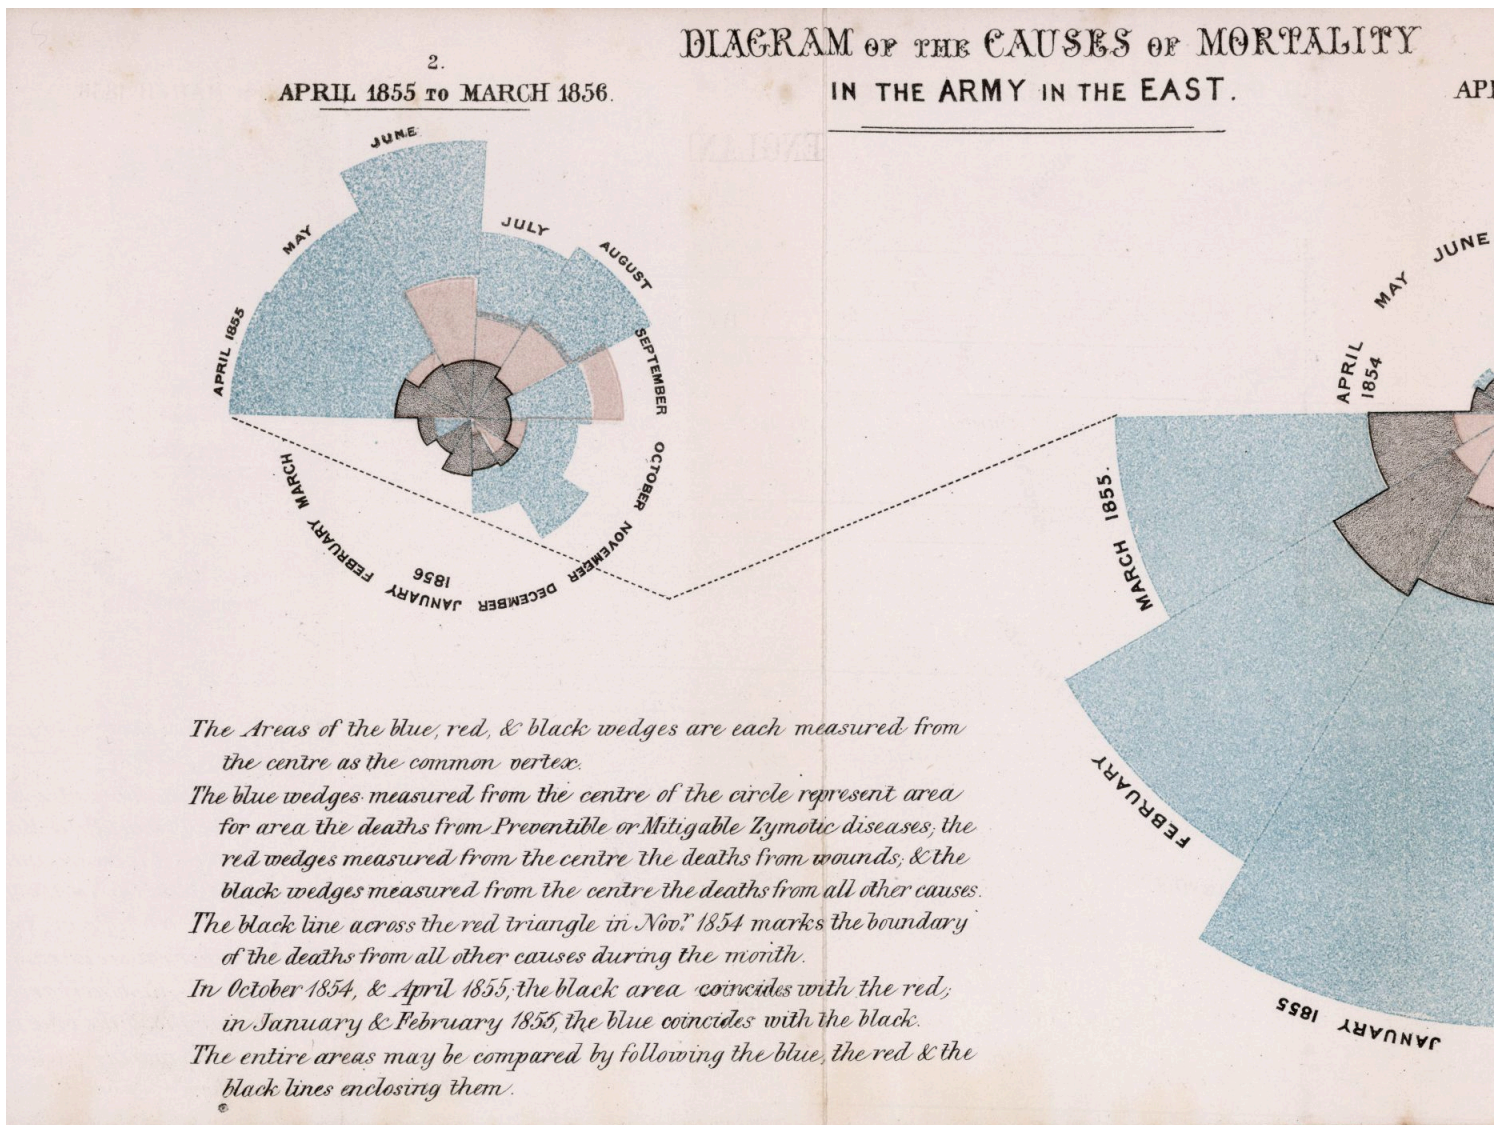 DIAGRAM OF THE CAUSES OF MORTALITY
IN THE ARMY IN THE EAST.
2.
APRIL 1855 TO MARCH 1856.
APRIL 1855
MAY
JUNE
JULY
AUGUST
SEPTEMBER
OCTOBER
NOVEMBER
DECEMBER
JANUARY
1856
FEBRUARY
MARCH
APRIL
1854
MAY
JUNE
JANUARY 1855
FEBRUARY
MARCH 1855.
The Areas of the blue, red, & black wedges are each measured from
the centre as the common vertex.
The blue wedges measured from the centre of the circle represent area
for area the deaths from Preventible or Mitigable Zymotic diseases; the
red wedges measured from the centre the deaths from wounds; & the
black wedges measured from the centre the deaths from all other causes.
The black line across the red triangle in Novr. 1854 marks the boundary
of the deaths from all other causes during the month.
In October 1854, & April 1855, the black area coincides with the red;
in January & February 1855, the blue coincides with the black.
The entire areas may be compared by following the blue, the red & the
black lines enclosing them.